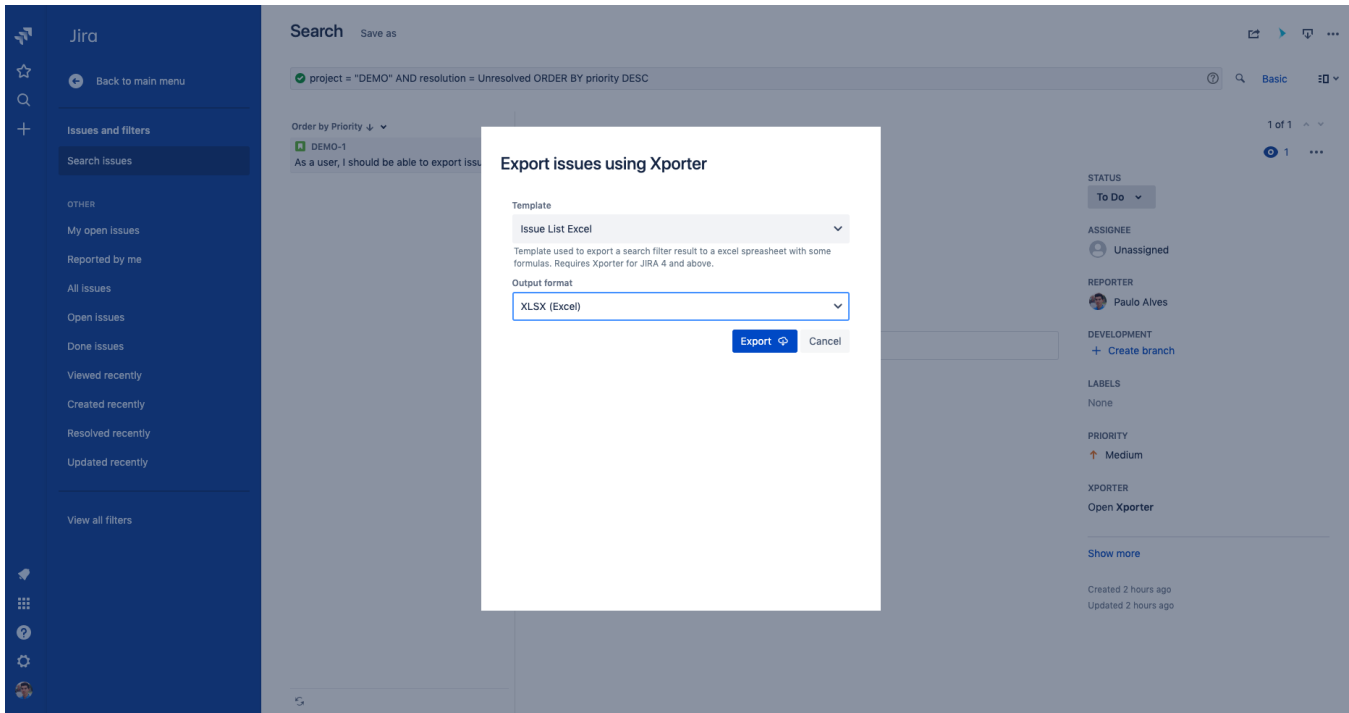 Jira
Back to main menu
Issues and filters
Search issues
OTHER
My open issues
Reported by me
All issues
Open issues
Done issues
Viewed recently
Created recently
Resolved recently
Updated recently
View all filters
Search Save as
project = "DEMO" AND resolution = Unresolved ORDER BY priority DESC
Basic
Order by Priority
DEMO-1
As a user, I should be able to export issu
Export issues using Xporter
Template
Issue List Excel
Template used to export a search filter result to a excel spreasheet with some
formulas. Requires Xporter for JIRA 4 and above.
Output format
XLSX (Excel)
Export Cancel
1 of 1
1
STATUS
To Do
ASSIGNEE
Unassigned
REPORTER
Paulo Alves
DEVELOPMENT
Create branch
LABELS
None
PRIORITY
Medium
XPORTER
Open Xporter
Show more
Created 2 hours ago
Updated 2 hours ago